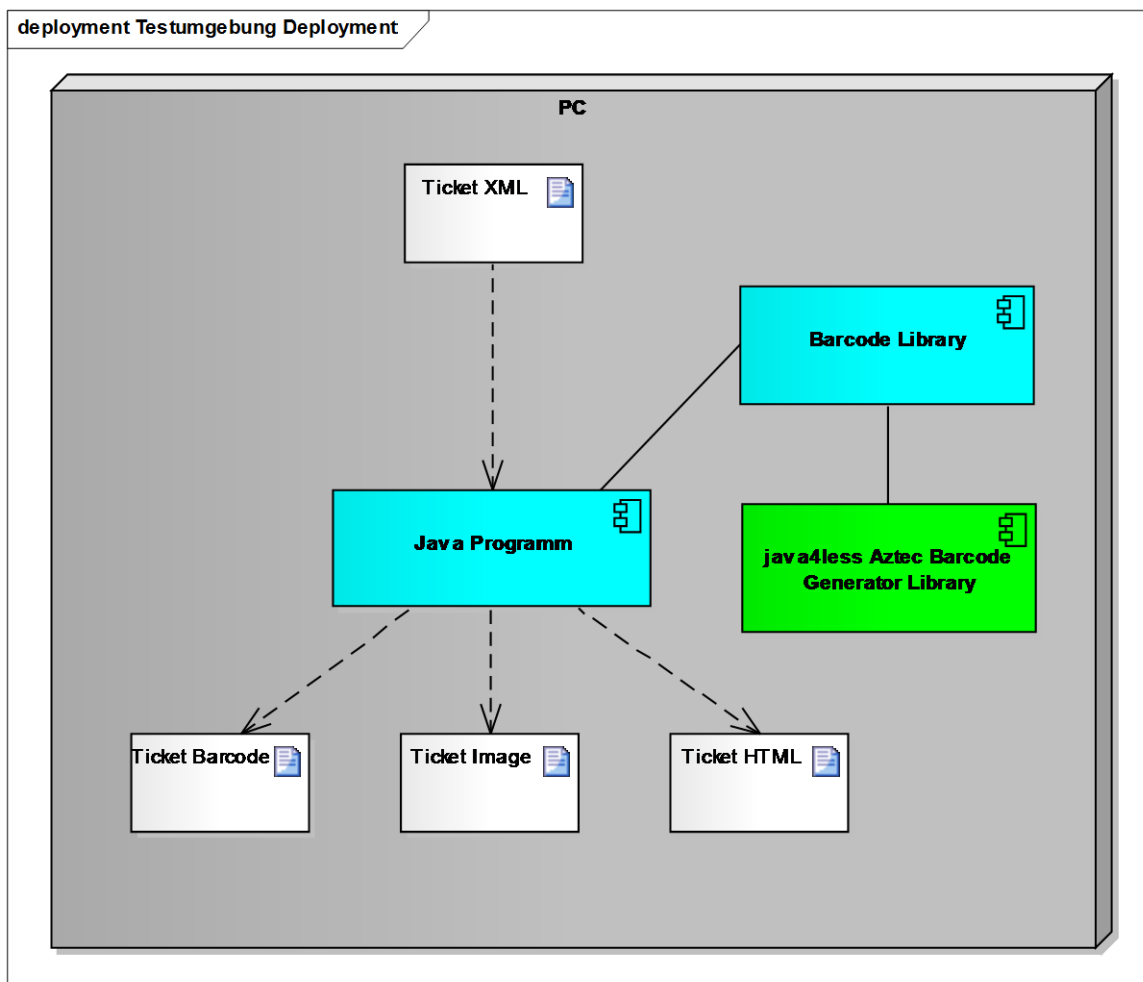 deployment Testumgebung Deployment
PC
Ticket XML
Barcode Library
Java Programm
java4less Aztec Barcode
Generator Library
Ticket Barcode
Ticket Image
Ticket HTML